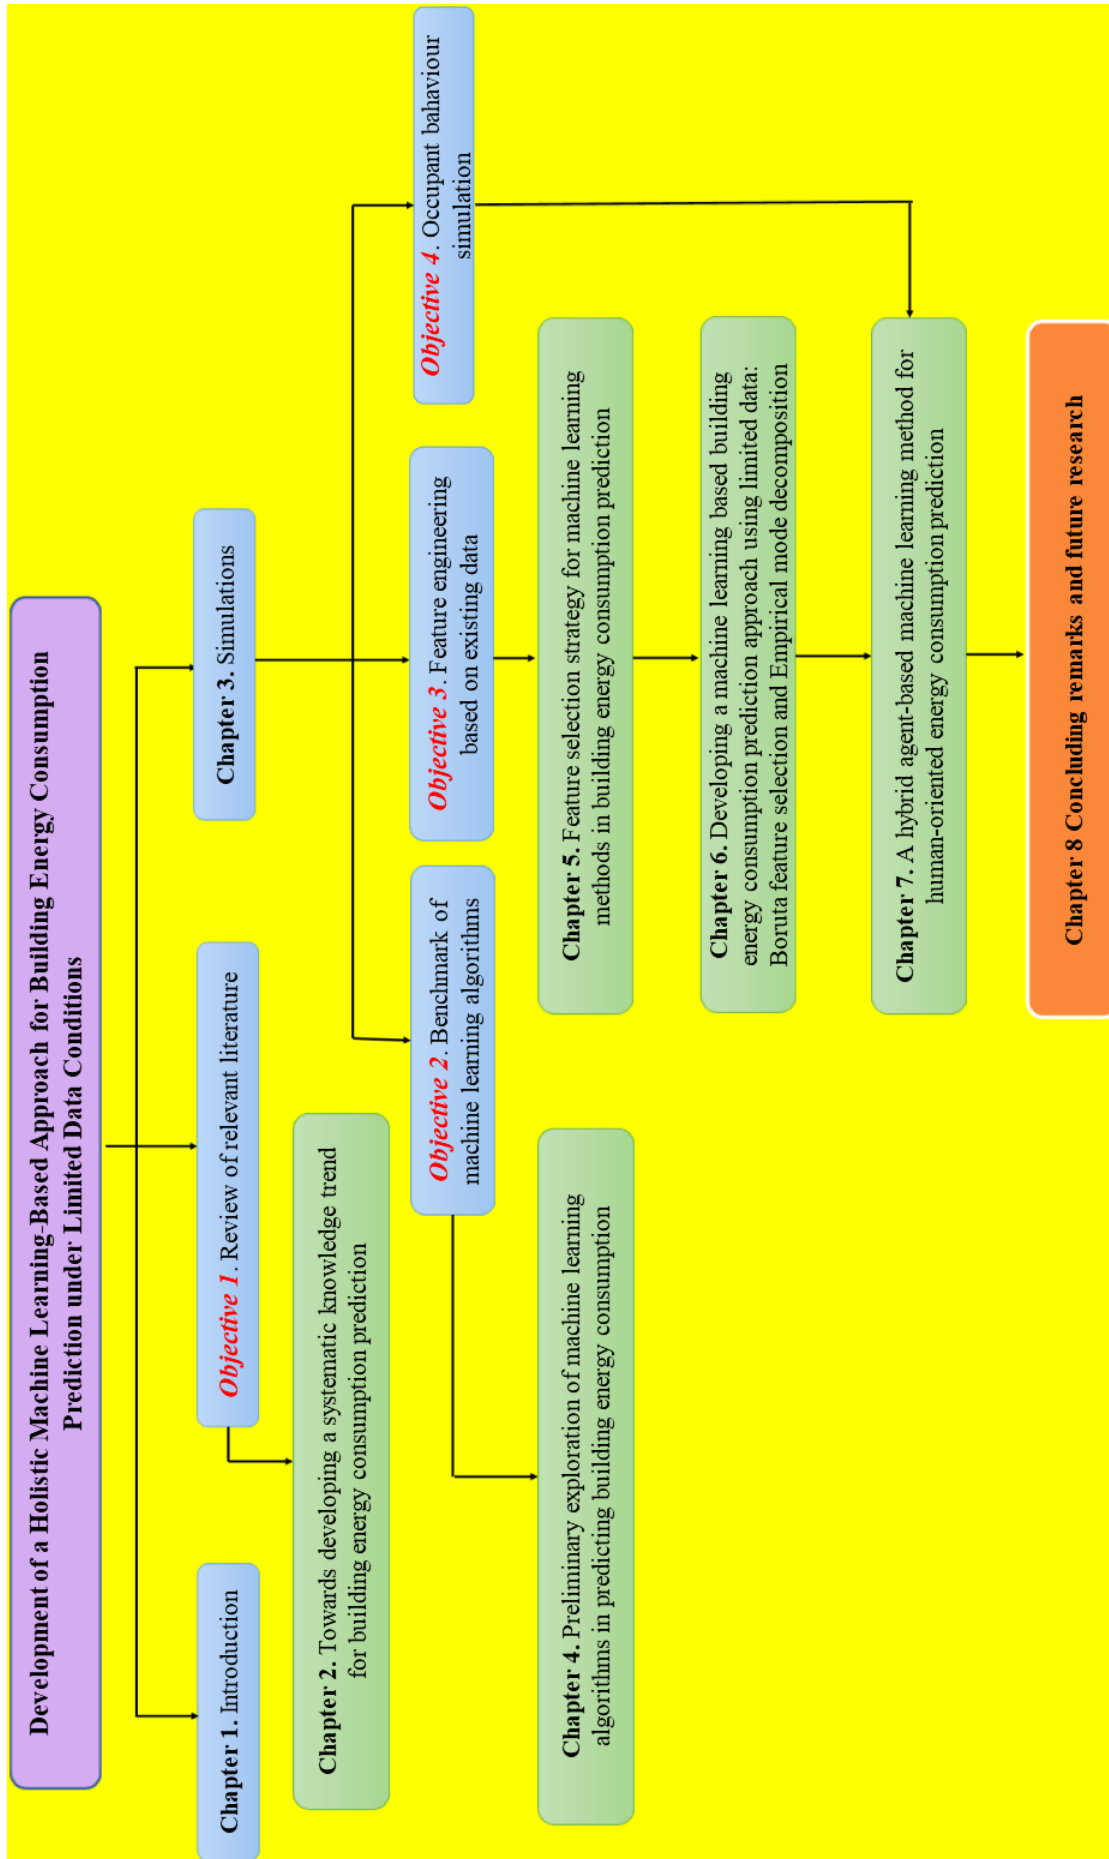 Development of a Holistic Machine Learning-Based Approach for Building Energy Consumption
Prediction under Limited Data Conditions
Chapter 1. Introduction
Objective 1. Review of relevant literature
Chapter 3. Simulations
Chapter 2. Towards developing a systematic knowledge trend
for building energy consumption prediction
Objective 2. Benchmark of
machine learning algorithms
Objective 3. Feature engineering
based on existing data
Objective 4. Occupant bahaviour
simulation
Chapter 4. Preliminary exploration of machine learning
algorithms in predicting building energy consumption
Chapter 5. Feature selection strategy for machine learning
methods in building energy consumption prediction
Chapter 6. Developing a machine learning based building
energy consumption prediction approach using limited data:
Boruta feature selection and Empirical mode decomposition
Chapter 7. A hybrid agent-based machine learning method for
human-oriented energy consumption prediction
Chapter 8 Concluding remarks and future research